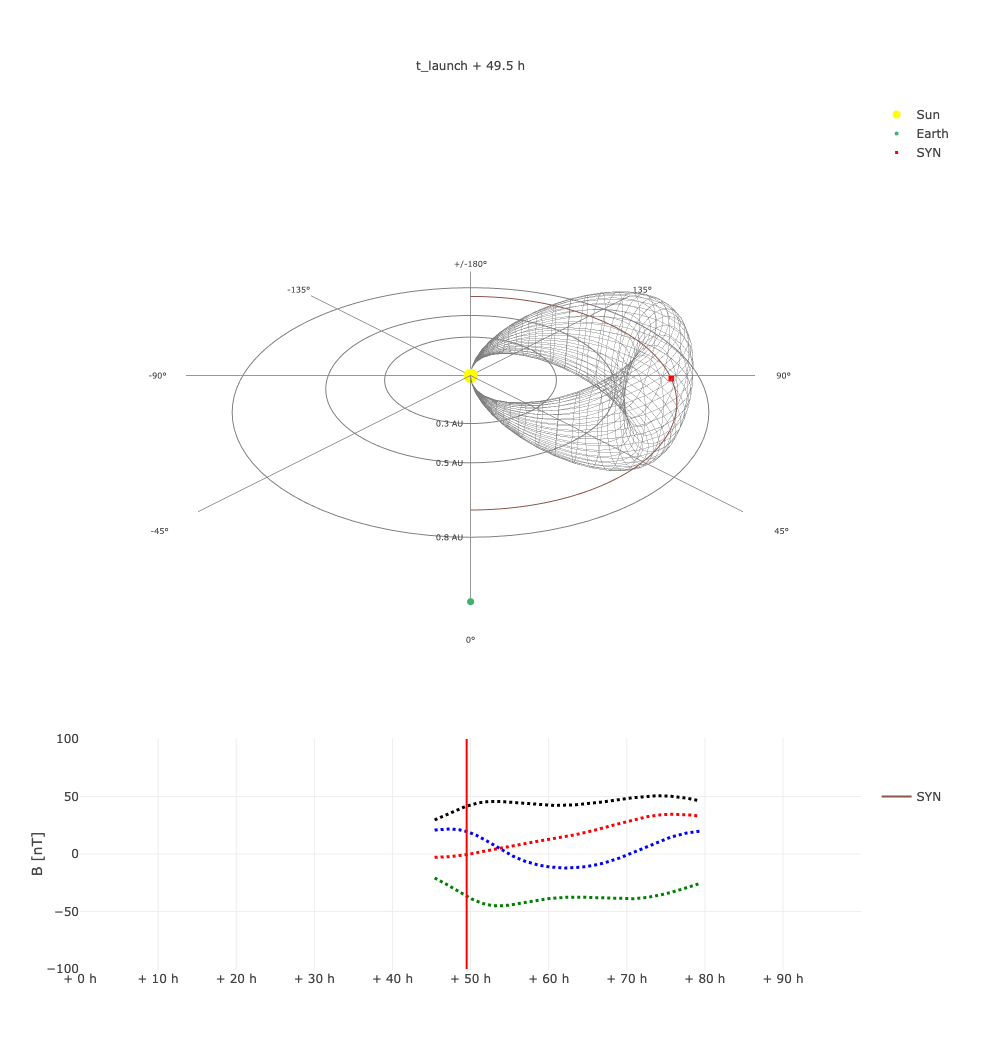 t_launch + 49.5 h
Sun
Earth
SYN
+/-180°
-135°
135°
-90°
90°
0.3 AU
0.5 AU
-45°
45°
0.8 AU
0°
100
50
0
−50
−100
B [nT]
SYN
+ 0 h
+ 10 h
+ 20 h
+ 30 h
+ 40 h
+ 50 h
+ 60 h
+ 70 h
+ 80 h
+ 90 h